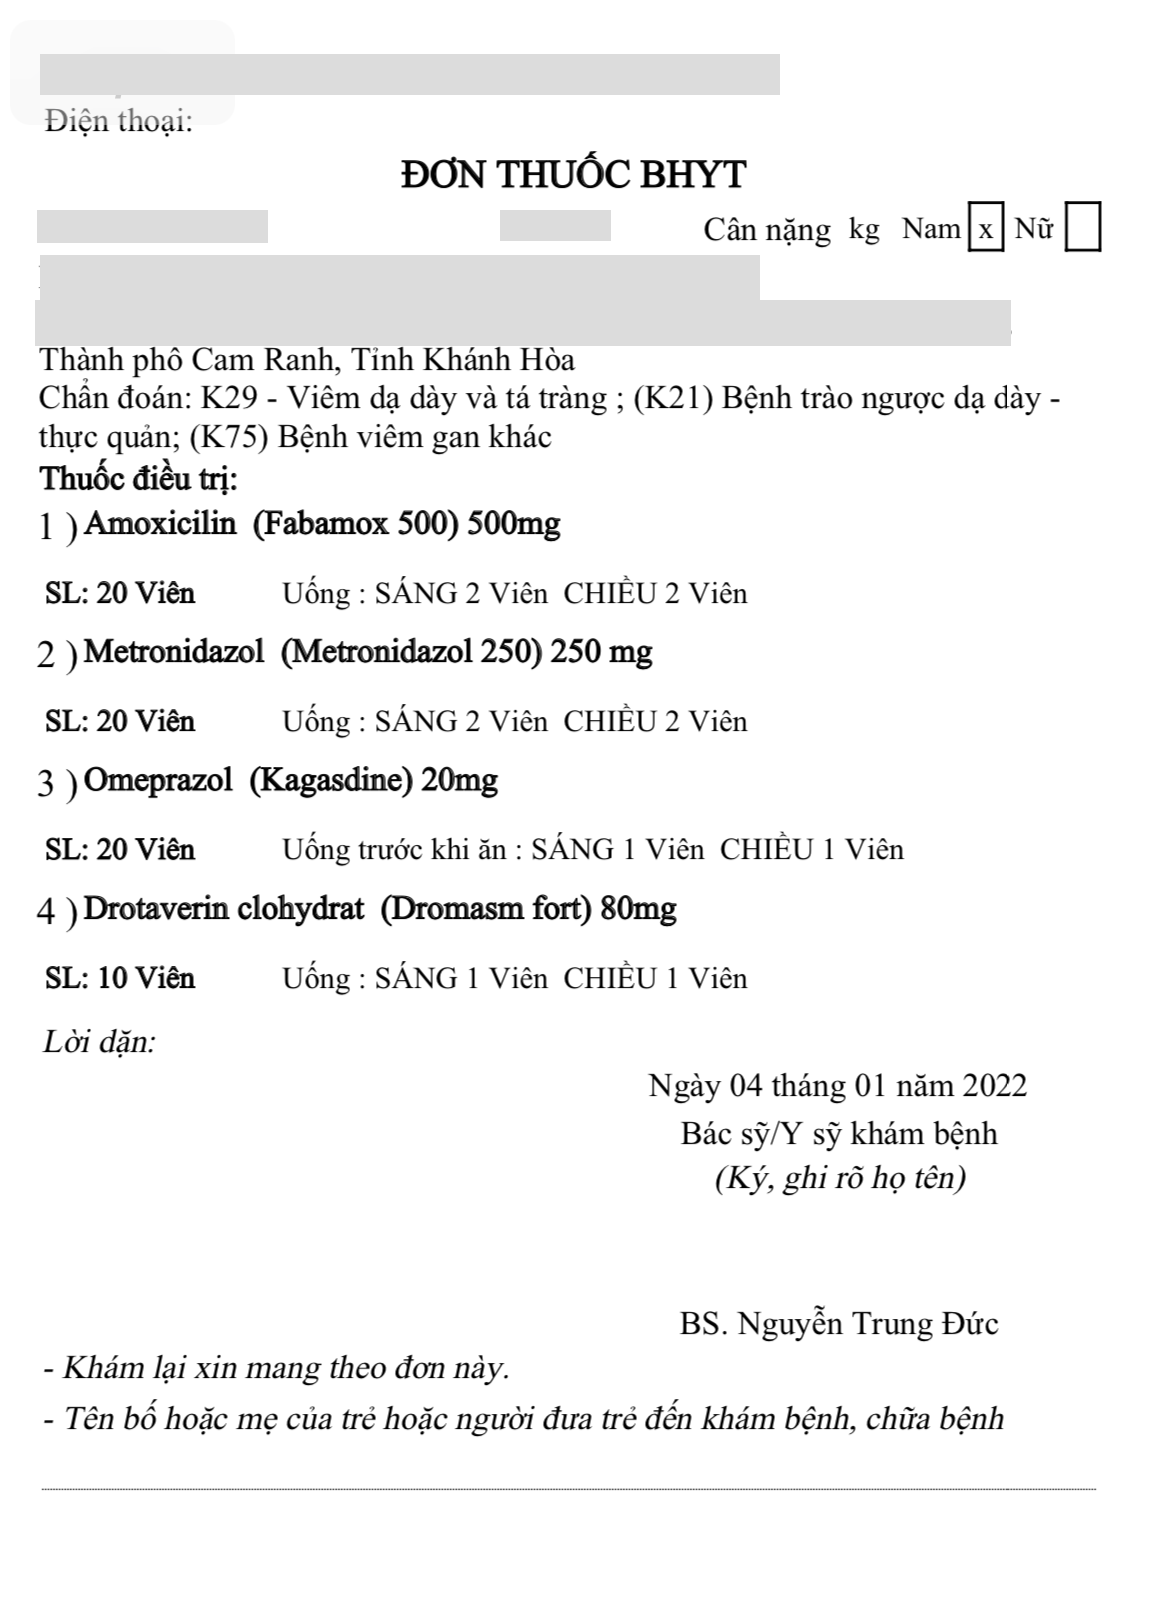 Điện thoại:
ĐƠN THUỐC BHYT
Cân nặng kg Nam x Nữ
Thành phô Cam Ranh, Tỉnh Khánh Hòa
Chẩn đoán: K29 - Viêm dạ dày và tá tràng ; (K21) Bệnh trào ngược dạ dày -
thực quản; (K75) Bệnh viêm gan khác
Thuốc điều trị:
1 ) Amoxicilin (Fabamox 500) 500mg
SL: 20 Viên Uống : SÁNG 2 Viên CHIỀU 2 Viên
2 ) Metronidazol (Metronidazol 250) 250 mg
SL: 20 Viên Uống : SÁNG 2 Viên CHIỀU 2 Viên
3 ) Omeprazol (Kagasdine) 20mg
SL: 20 Viên Uống trước khi ăn : SÁNG 1 Viên CHIỀU 1 Viên
4 ) Drotaverin clohydrat (Dromasm fort) 80mg
SL: 10 Viên Uống : SÁNG 1 Viên CHIỀU 1 Viên
Lời dặn:
Ngày 04 tháng 01 năm 2022
Bác sỹ/Y sỹ khám bệnh
(Ký, ghi rõ họ tên)
BS. Nguyễn Trung Đức
- Khám lại xin mang theo đơn này.
- Tên bố hoặc mẹ của trẻ hoặc người đưa trẻ đến khám bệnh, chữa bệnh